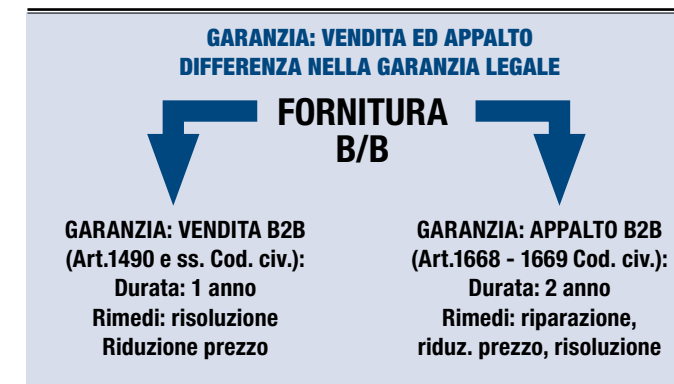 GARANZIA: VENDITA ED APPALTO
DIFFERENZA NELLA GARANZIA LEGALE
FORNITURA
B/B
GARANZIA: VENDITA B2B
(Art.1490 e ss. Cod. civ.):
Durata: 1 anno
Rimedi: risoluzione
Riduzione prezzo
GARANZIA: APPALTO B2B
(Art.1668 - 1669 Cod. civ.):
Durata: 2 anno
Rimedi: riparazione,
riduz. prezzo, risoluzione